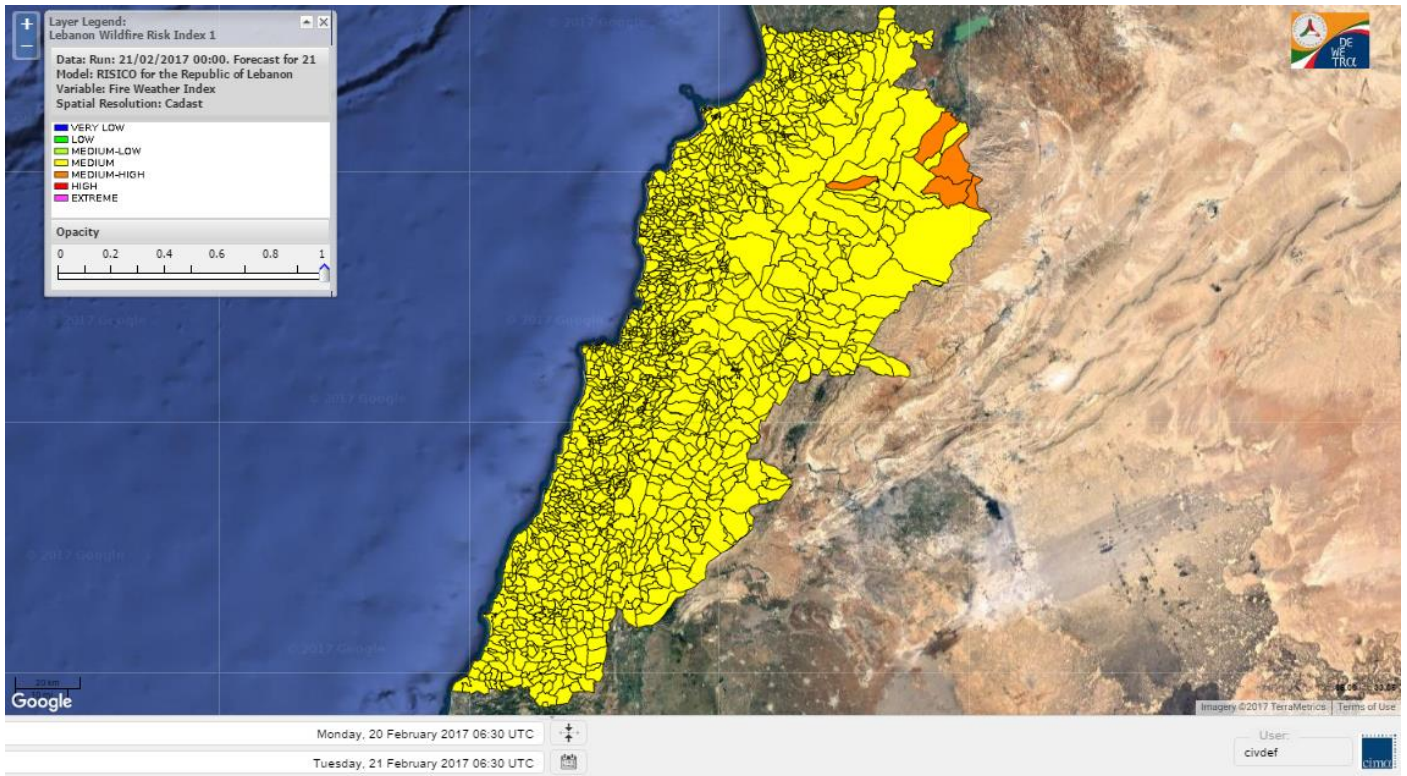 +
Layer Legend:
Lebanon Wildfire Risk Index 1
−
Data: Run: 21/02/2017 00:00. Forecast for 21
Model: RISICO for the Republic of Lebanon
Variable: Fire Weather Index
Spatial Resolution: Cadast
VERY LOW
LOW
MEDIUM-LOW
MEDIUM
MEDIUM-HIGH
HIGH
EXTREME
Opacity
0 0.2 0.4 0.6 0.8 1
DE
WE
TRα
© 2017 Google
© 2017 Google
© 2017 Google
© 2017 Google
© 2017 Google
© 2017 Google
20 km
Google
Imagery ©2017 TerraMetrics
Terms of Use
Monday, 20 February 2017 06:30 UTC
Tuesday, 21 February 2017 06:30 UTC
User:
civdef
cima